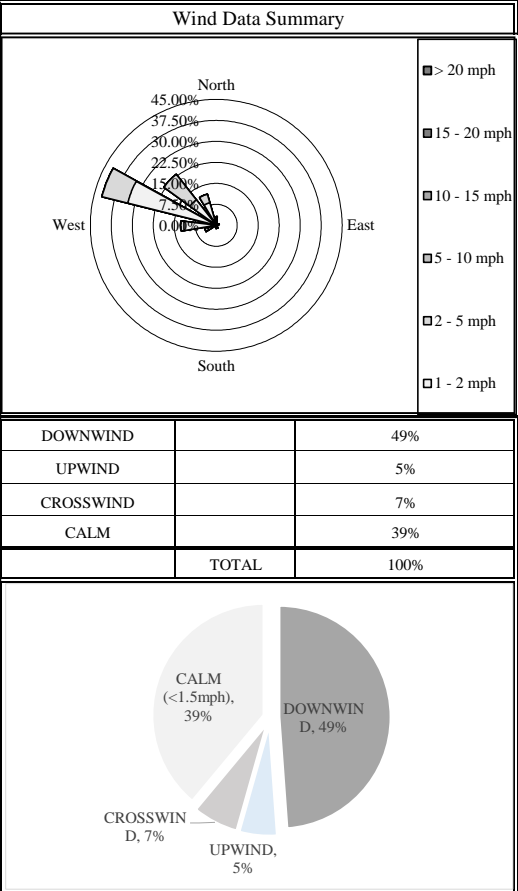 Wind Data Summary
North
45.00%
37.50%
30.00%
22.50%
15.00%
7.50%
0.00%
West
East
South
> 20 mph
15 - 20 mph
10 - 15 mph
5 - 10 mph
2 - 5 mph
1 - 2 mph
DOWNWIND 49%
UPWIND 5%
CROSSWIND 7%
CALM 39%
TOTAL 100%
CALM
(<1.5mph),
39%
DOWNWIN
D, 49%
CROSSWIN
D, 7%
UPWIND,
5%